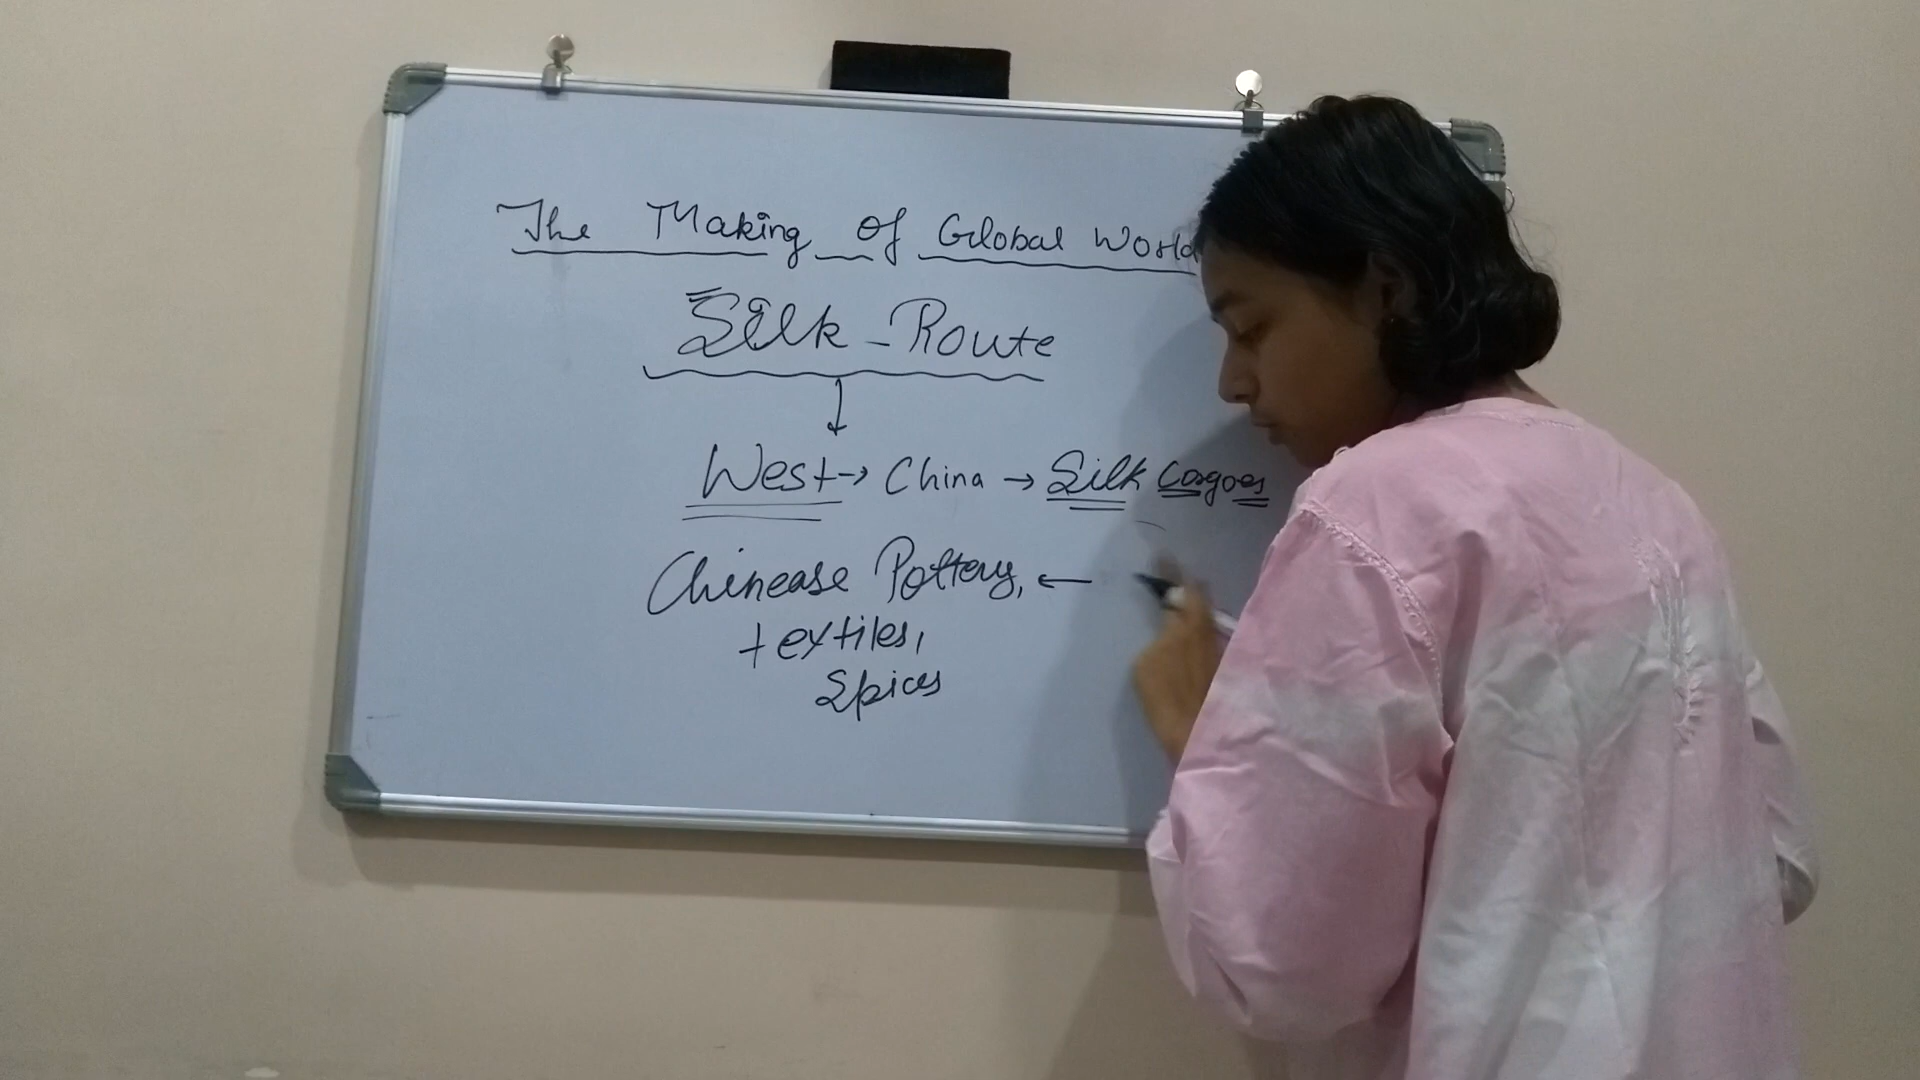 The Making Of Global World
Silk - Route
West → China → Silk Cargoes
Chinease Pottery, ←
textiles,
Spices